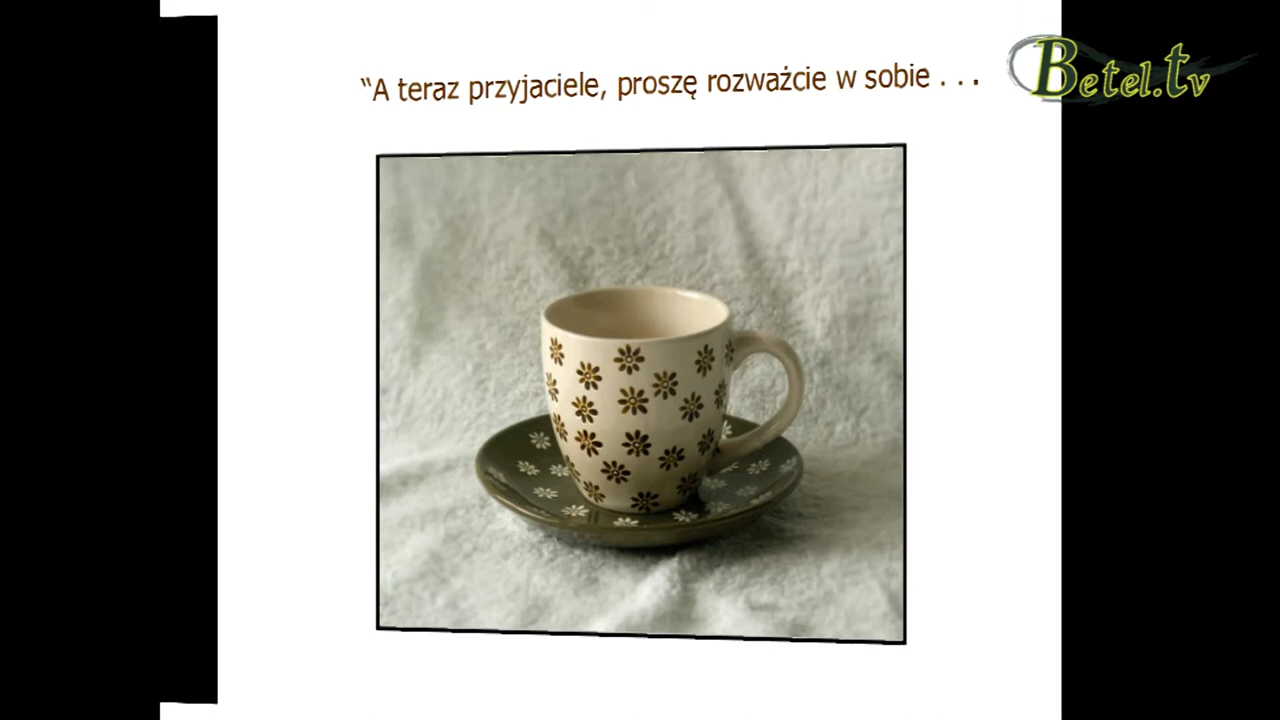 “A teraz przyjaciele, proszę rozważcie w sobie . . .
Betel.tv